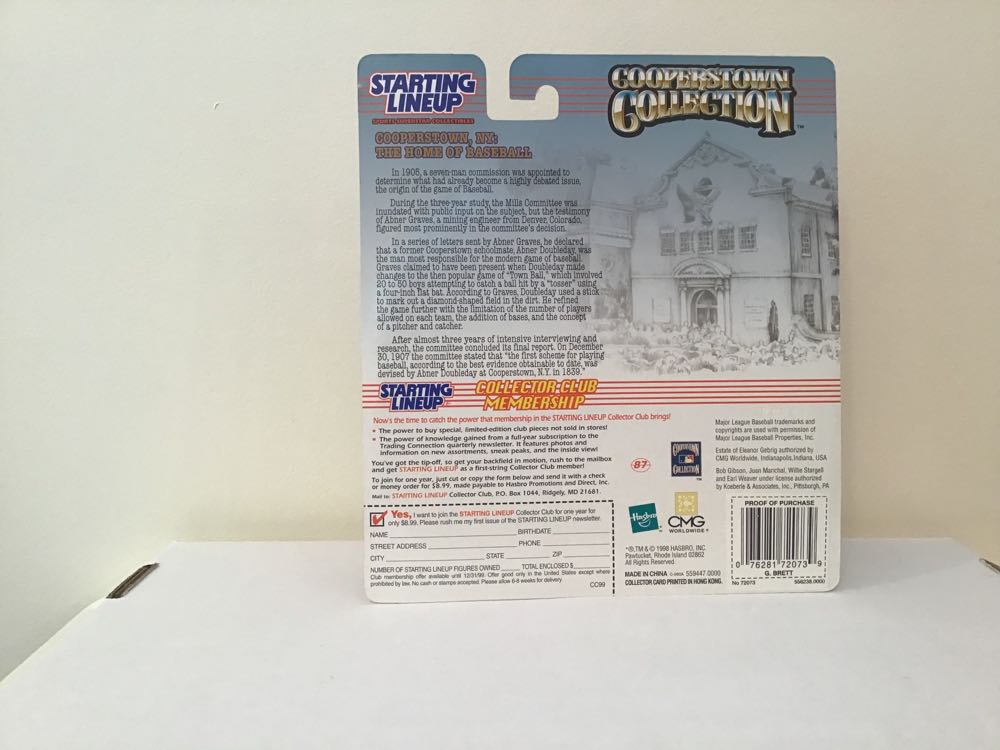 STARTING
LINEUP
SPORTS SUPERSTAR COLLECTIBLES
COOPERSTOWN
COLLECTION
TM
COOPERSTOWN, NY:
THE HOME OF BASEBALL
In 1905, a seven-man commission was appointed to
determine what had already become a highly debated issue,
the origin of the game of Baseball.
During the three-year study, the Mills Committee was
inundated with public input on the subject, but the testimony
of Abner Graves, a mining engineer from Denver, Colorado,
figured most prominently in the committee's decision.
In a series of letters sent by Abner Graves, he declared
that a former Cooperstown schoolmate, Abner Doubleday, was
the man most responsible for the modern game of baseball.
Graves claimed to have been present when Doubleday made
changes to the then popular game of "Town Ball," which involved
20 to 50 boys attempting to catch a ball hit by a "tosser" using
a four-inch flat bat. According to Graves, Doubleday used a stick
to mark out a diamond-shaped field in the dirt. He refined
the game further with the limitation of the number of players
allowed on each team, the addition of bases, and the concept
of a pitcher and catcher.
After almost three years of intensive interviewing and
research, the committee concluded its final report. On December
30, 1907 the committee stated that "the first scheme for playing
baseball, according to the best evidence obtainable to date, was
devised by Abner Doubleday at Cooperstown, N.Y. in 1839."
STARTING
LINEUP
COLLECTOR CLUB
MEMBERSHIP
Now's the time to catch the power that membership in the STARTING LINEUP Collector Club brings!
• The power to buy special, limited-edition club pieces not sold in stores!
• The power of knowledge gained from a full-year subscription to the
Trading Connection quarterly newsletter. It features photos and
information on new assortments, sneak peaks, and the inside view!
You've got the tip-off, so get your backfield in motion, rush to the mailbox
and get STARTING LINEUP as a first-string Collector Club member!
To join for one year, just cut or copy the form below and send it with a check
or money order for $8.99, made payable to Hasbro Promotions and Direct, Inc.
Mail to: STARTING LINEUP Collector Club, P.O. Box 1044, Ridgely, MD 21681.
Yes, I want to join the STARTING LINEUP Collector Club for one year for
only $8.99. Please rush me my first issue of the STARTING LINEUP newsletter.
NAME BIRTHDATE
STREET ADDRESS PHONE
CITY STATE ZIP
NUMBER OF STARTING LINEUP FIGURES OWNED TOTAL ENCLOSED $
Club membership offer available until 12/31/99. Offer good only in the United States except where
prohibited by law. No cash or stamps accepted. Please allow 6-8 weeks for delivery.
CC99
87
COOPERSTOWN
COLLECTION
TM
Hasbro
CMG
WORLDWIDE
*®,TM & © 1998 HASBRO, INC.
Pawtucket, Rhode Island 02862
All Rights Reserved.
MADE IN CHINA 559447.0000
COLLECTOR CARD PRINTED IN HONG KONG.
Major League Baseball trademarks and
copyrights are used with permission of
Major League Baseball Properties, Inc.
Estate of Eleanor Gehrig authorized by
CMG Worldwide, Indianapolis, Indiana, USA
Bob Gibson, Juan Marichal, Willie Stargell
and Earl Weaver under license authorized
by Koeberle & Associates, Inc., Pittsburgh, PA
PROOF OF PURCHASE
0 76281 72073 9
G. BRETT
No 72073 556238.0000